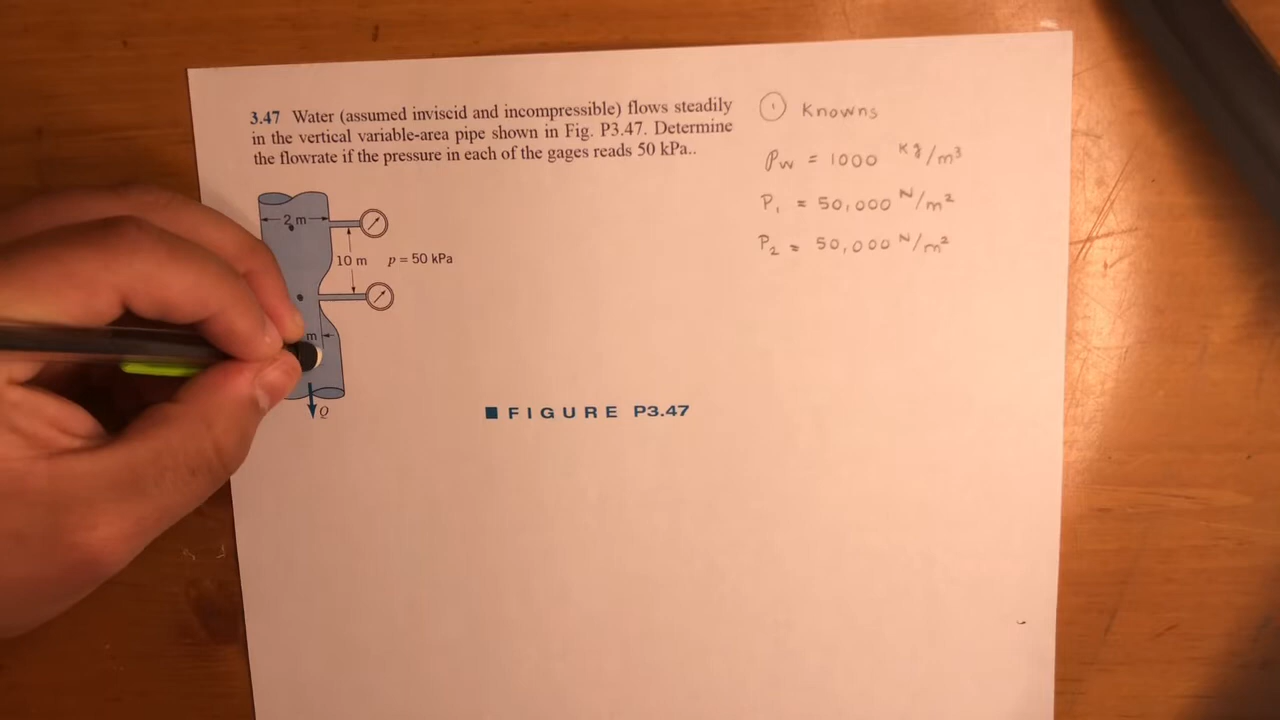 3.47 Water (assumed inviscid and incompressible) flows steadily
in the vertical variable-area pipe shown in Fig. P3.47. Determine
the flowrate if the pressure in each of the gages reads 50 kPa..
2 m
10 m p = 50 kPa
m
Q
■ FIGURE P3.47
① Knowns
ρw = 1000 Kg/m³
P₁ = 50,000 N/m²
P₂ = 50,000 N/m²